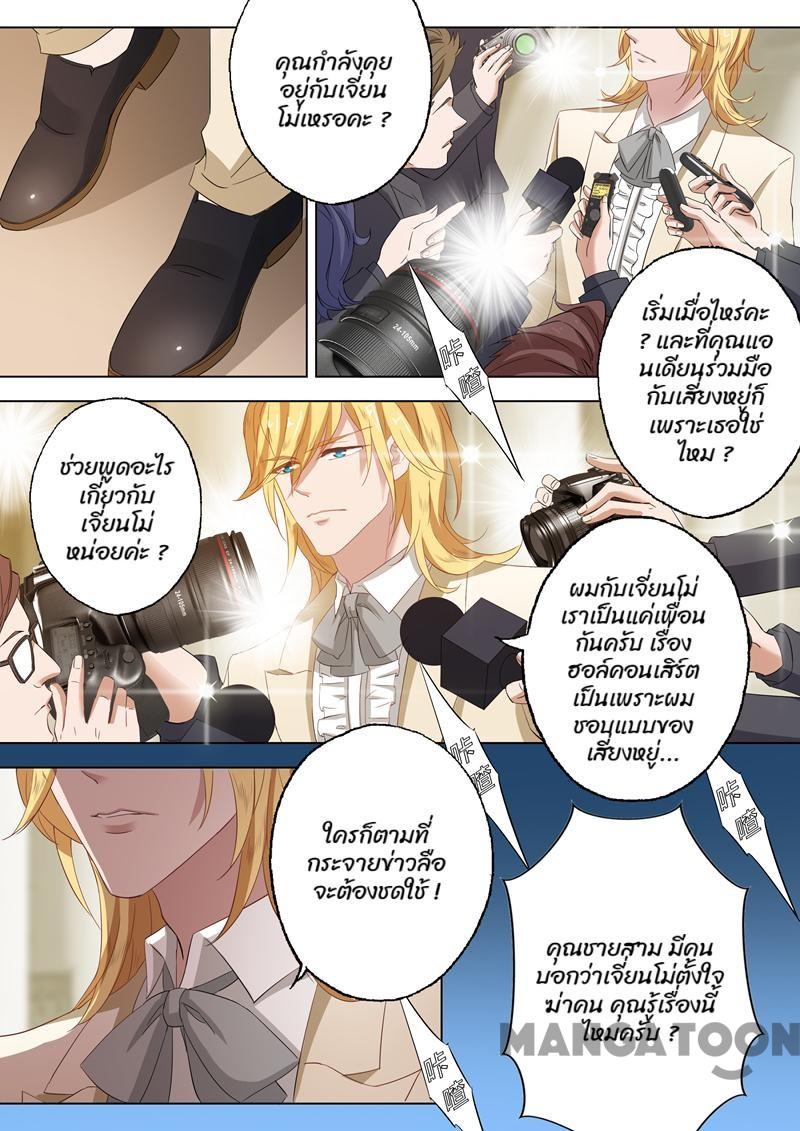 คุณกำลังคุย
อยู่กับเจี่ยน
โม่เหรอคะ ?
เริ่มเมื่อไหร่คะ
? และที่คุณแอ
นเดียนร่วมมือ
กับเสี่ยงหยู่ก็
เพราะเธอใช่
ไหม ?
24-105mm
咔
嚓
ช่วยพูดอะไร
เกี่ยวกับ
เจี่ยนโม่
หน่อยค่ะ ?
24-105mm
ผมกับเจี่ยนโม่
เราเป็นแค่เพื่อน
กันครับ เรื่อง
ฮอล์คอนเสิร์ต
เป็นเพราะผม
ชอบแบบของ
เสี่ยงหยู่...
咔
嚓
咔
嚓
ใครก็ตามที่
กระจายข่าวลือ
จะต้องชดใช้ !
คุณชายสาม มีคน
บอกว่าเจี่ยนโม่ตั้งใจ
ฆ่าคน คุณรู้เรื่องนี้
ไหมครับ ?
咔
嚓
MANGATOON